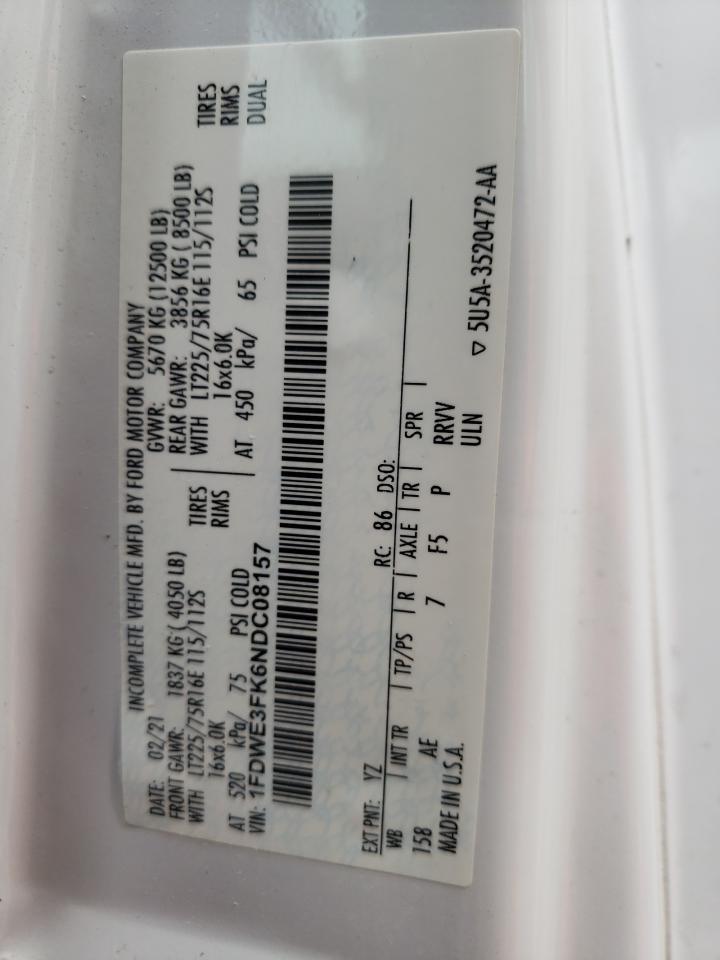 INCOMPLETE VEHICLE MFD. BY FORD MOTOR COMPANY
DATE: 02/21 GVWR: 5670 KG (12500 LB)
FRONT GAWR: 1837 KG ( 4050 LB) REAR GAWR: 3856 KG ( 8500 LB)
WITH LT225/75R16E 115/112S TIRES WITH LT225/75R16E 115/112S TIRES
16x6.0K RIMS 16x6.0K RIMS
AT 520 kPa/ 75 PSI COLD AT 450 kPa/ 65 PSI COLD DUAL
VIN: 1FDWE3FK6NDC08157
EXT PNT: YZ RC: 86 DSO:
WB INT TR TP/PS R AXLE TR SPR
158 AE 7 F5 P RRVV
MADE IN U.S.A. ULN
▽ 5U5A-3520472-AA